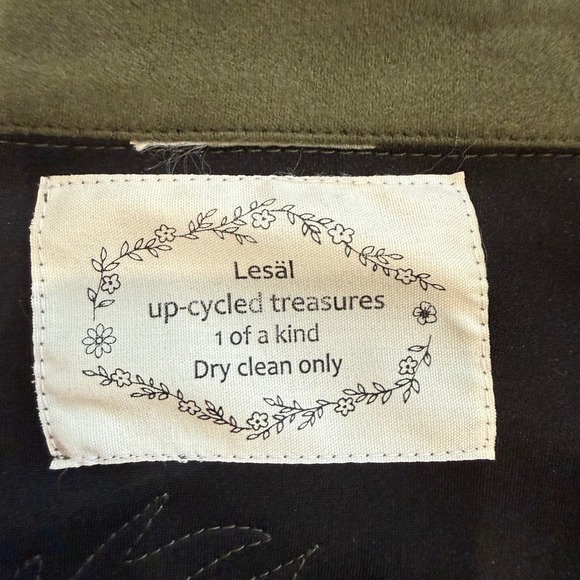 Lesäl
up-cycled treasures
1 of a kind
Dry clean only